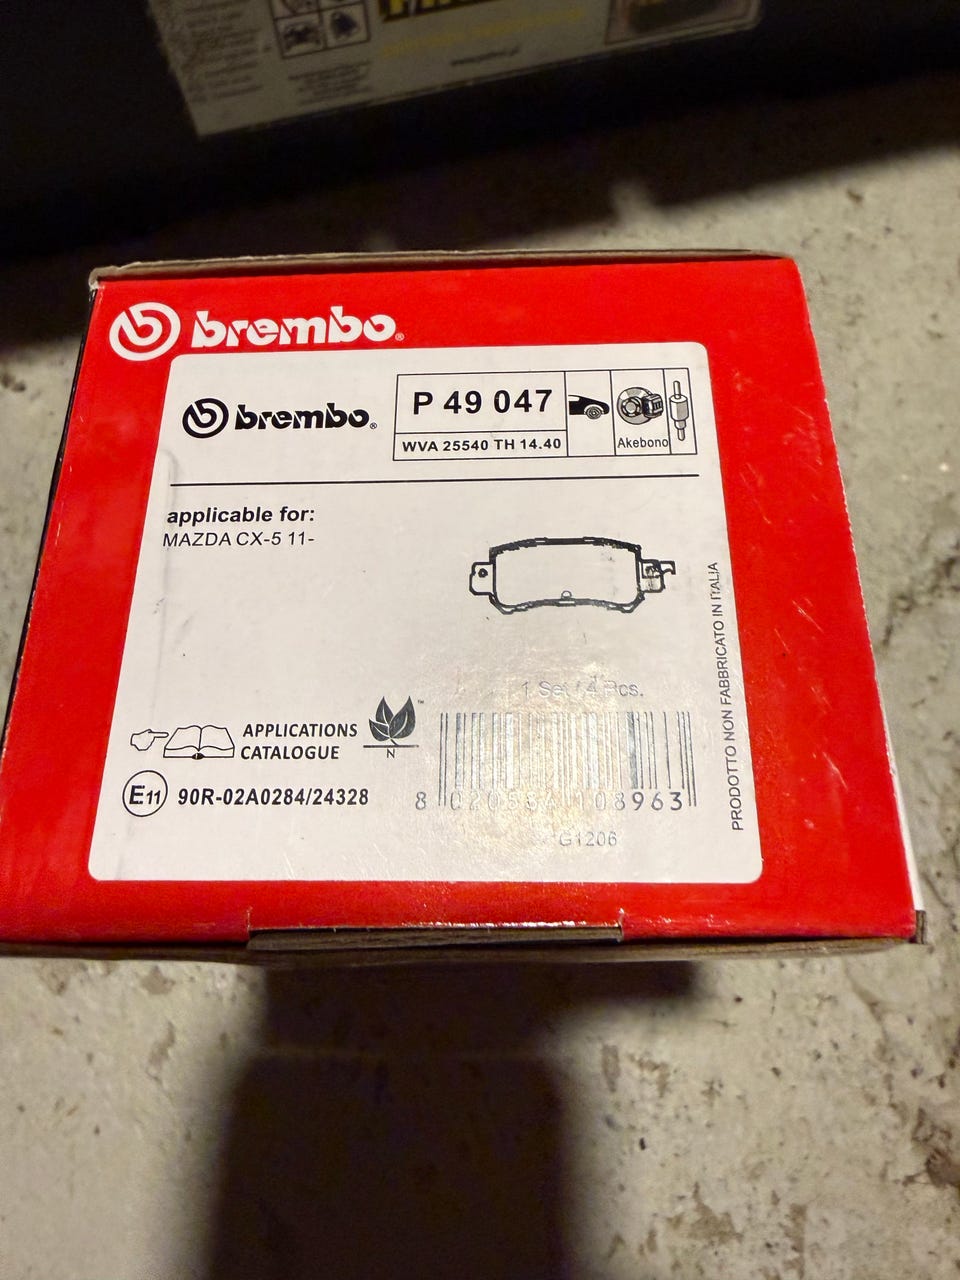 brembo
brembo
P 49 047
WVA 25540 TH 14.40
Akebono
applicable for:
MAZDA CX-5 11-
1 Set / 4 Pcs.
APPLICATIONS
CATALOGUE
N
E11 90R-02A0284/24328
8 020584 108963
G1206
PRODOTTO NON FABBRICATO IN ITALIA